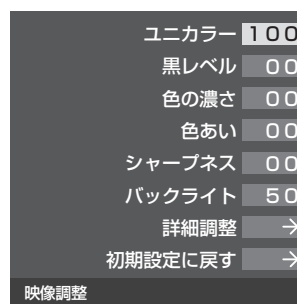 ユニカラー 100
黒レベル 00
色の濃さ 00
色あい 00
シャープネス 00
バックライト 50
詳細調整 →
初期設定に戻す →
映像調整